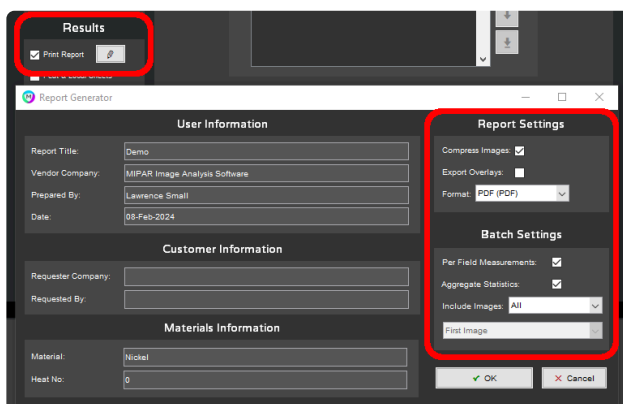 Results
Print Report
Report Generator
User Information
Report Title: Demo
Vendor Company: MIPAR Image Analysis Software
Prepared By: Lawrence Small
Date: 08-Feb-2024
Customer Information
Requester Company:
Requested By:
Materials Information
Material: Nickel
Heat No: 0
Report Settings
Compress Images:
Export Overlays:
Format: PDF (PDF)
Batch Settings
Per Field Measurements:
Aggregate Statistics:
Include Images: All
First Image
OK
Cancel